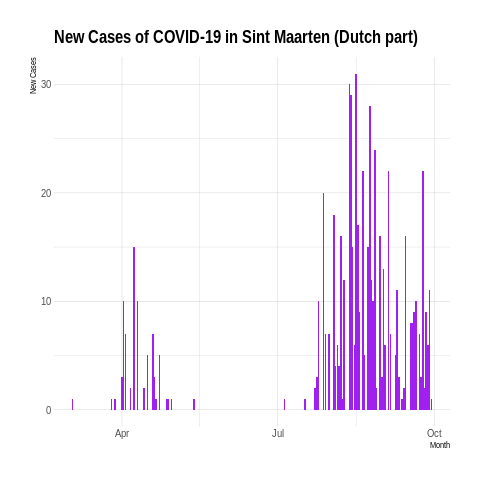 New Cases of COVID-19 in Sint Maarten (Dutch part)
New Cases
30
20
10
0
Apr
Jul
Oct
Month